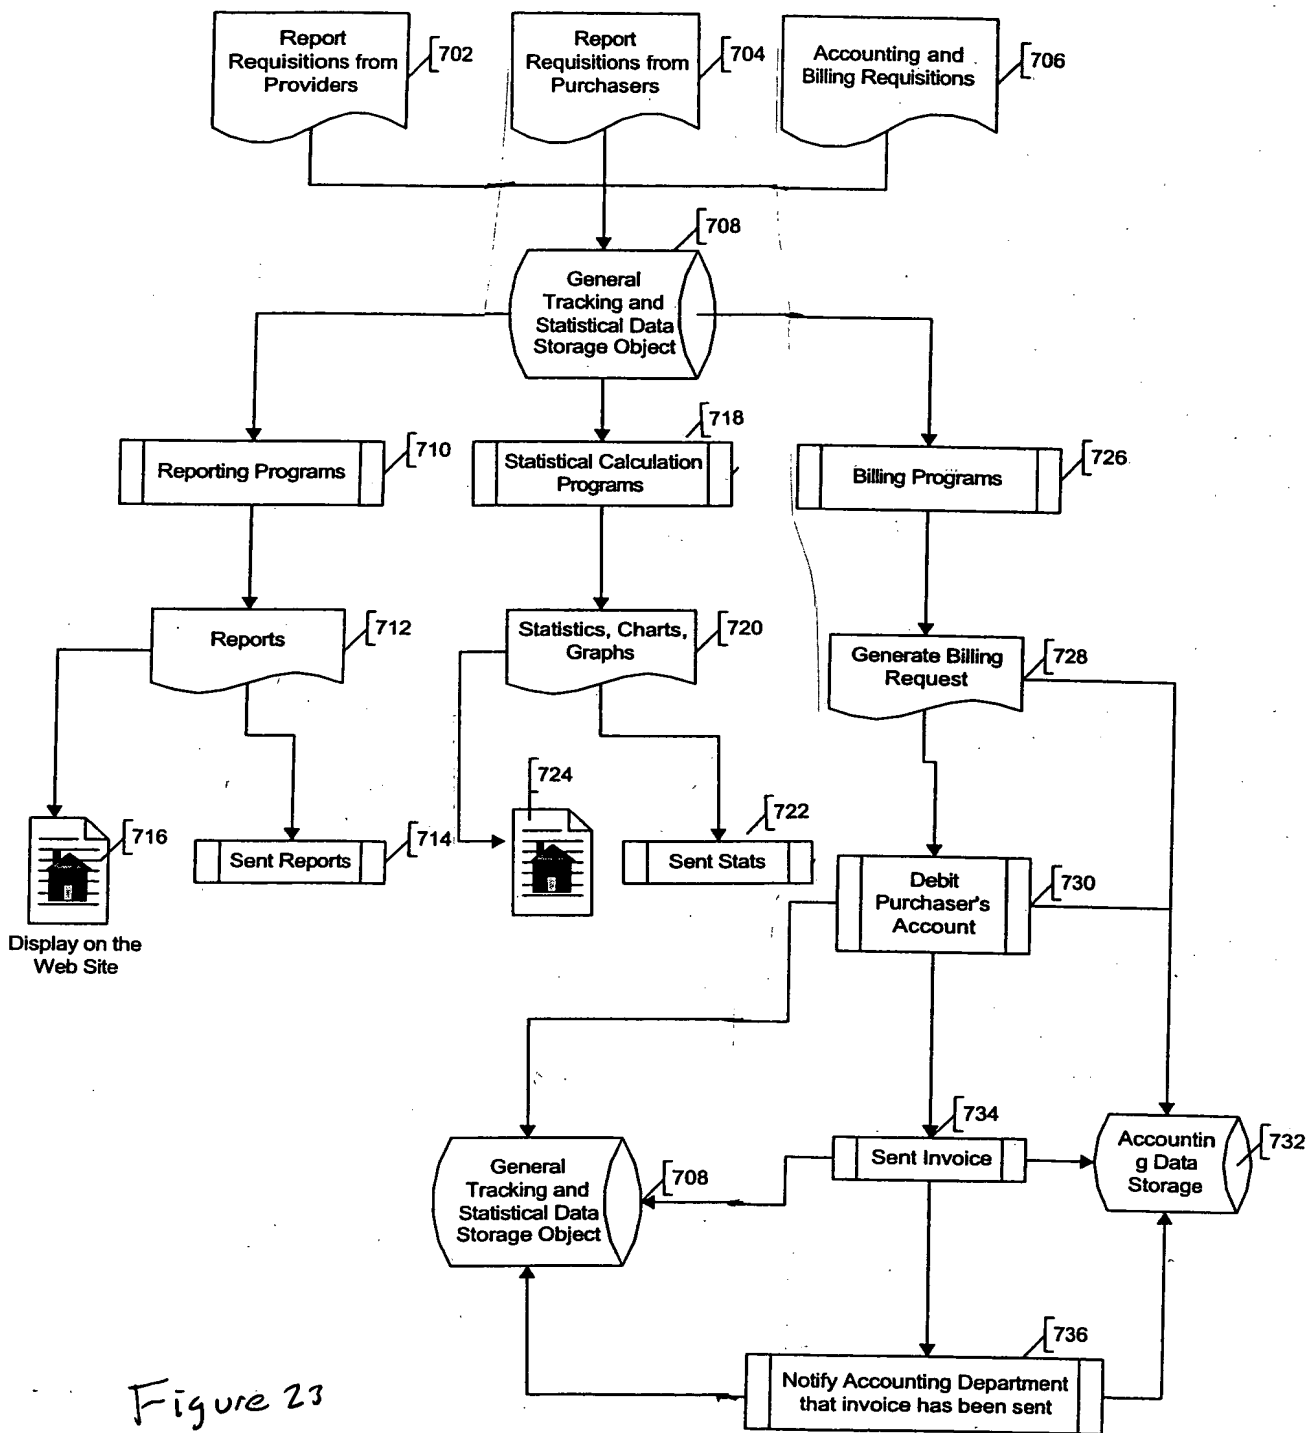 Report
Requisitions from
Providers
702
Report
Requisitions from
Purchasers
704
Accounting and
Billing Requisitions
706
708
General
Tracking and
Statistical Data
Storage Object
Reporting Programs
710
718
Statistical Calculation
Programs
Billing Programs
726
Reports
712
Statistics, Charts,
Graphs
720
Generate Billing
Request
728
716
Display on the
Web Site
Sent Reports
714
724
722
Sent Stats
Debit
Purchaser's
Account
730
734
Sent Invoice
Accountin
g Data
Storage
732
General
Tracking and
Statistical Data
Storage Object
708
736
Notify Accounting Department
that invoice has been sent
Figure 23